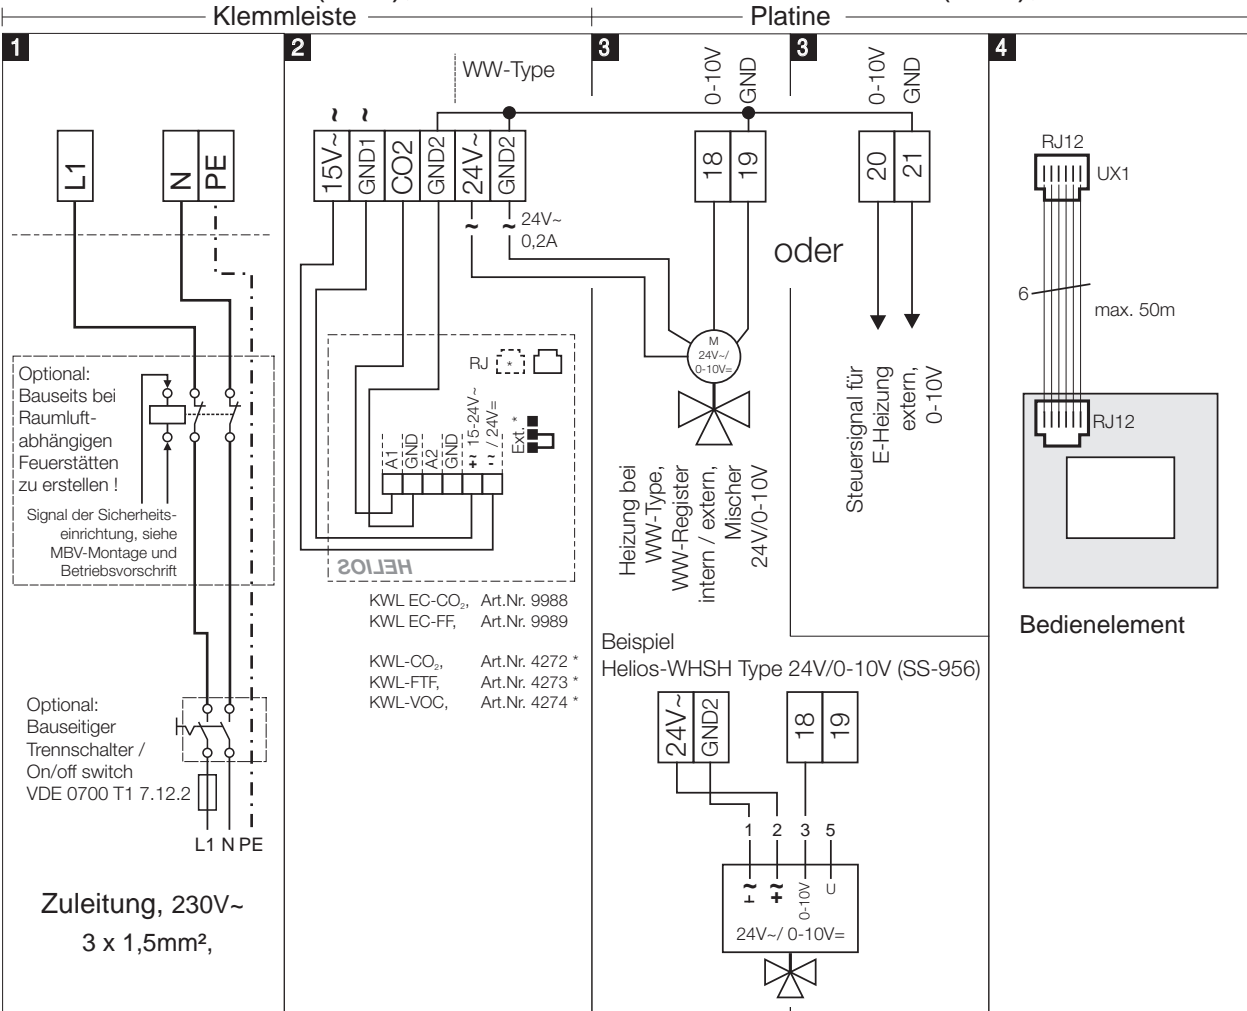 Klemmleiste
Platine
1
L1
N
PE
Optional:
Bauseits bei
Raumluft-
abhängigen
Feuerstätten
zu erstellen !
Signal der Sicherheits-
einrichtung, siehe
MBV-Montage und
Betriebsvorschrift
Optional:
Bauseitiger
Trennschalter /
On/off switch
VDE 0700 T1 7.12.2
L1 N PE
Zuleitung, 230V~
3 x 1,5mm²,
2
WW-Type
~ ~
15V~
GND1
CO2
GND2
24V~
GND2
~ ~ 24V~
0,2A
RJ *
A1
GND
A2
GND
+~ 15-24V~
-~ / 24V=
Ext. *
HELIOS
KWL EC-CO₂, Art.Nr. 9988
KWL EC-FF, Art.Nr. 9989
KWL-CO₂, Art.Nr. 4272 *
KWL-FTF, Art.Nr. 4273 *
KWL-VOC, Art.Nr. 4274 *
3
0-10V
GND
18
19
oder
M
24V~/
0-10V=
Heizung bei
WW-Type,
WW-Register
intern / extern,
Mischer
24V/0-10V
3
0-10V
GND
20
21
Steuersignal für
E-Heizung
extern,
0-10V
Beispiel
Helios-WHSH Type 24V/0-10V (SS-956)
24V~
GND2
18
19
1 2 3 5
0-10V
U
24V~/ 0-10V=
4
RJ12
UX1
6
max. 50m
RJ12
Bedienelement